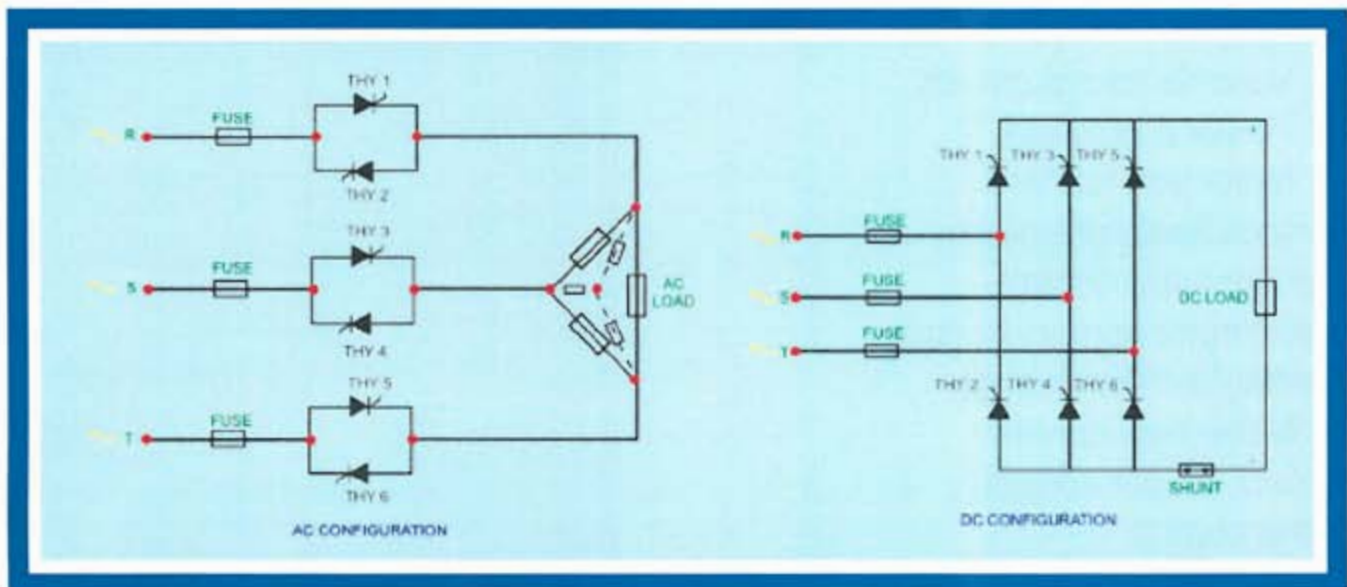 THY 1
R
FUSE
THY 2
THY 3
S
FUSE
THY 4
AC
LOAD
THY 5
T
FUSE
THY 6
AC CONFIGURATION
+
THY 1 THY 3 THY 5
R
FUSE
S
FUSE
DC LOAD
T
FUSE
THY 2 THY 4 THY 6
-
SHUNT
DC CONFIGURATION